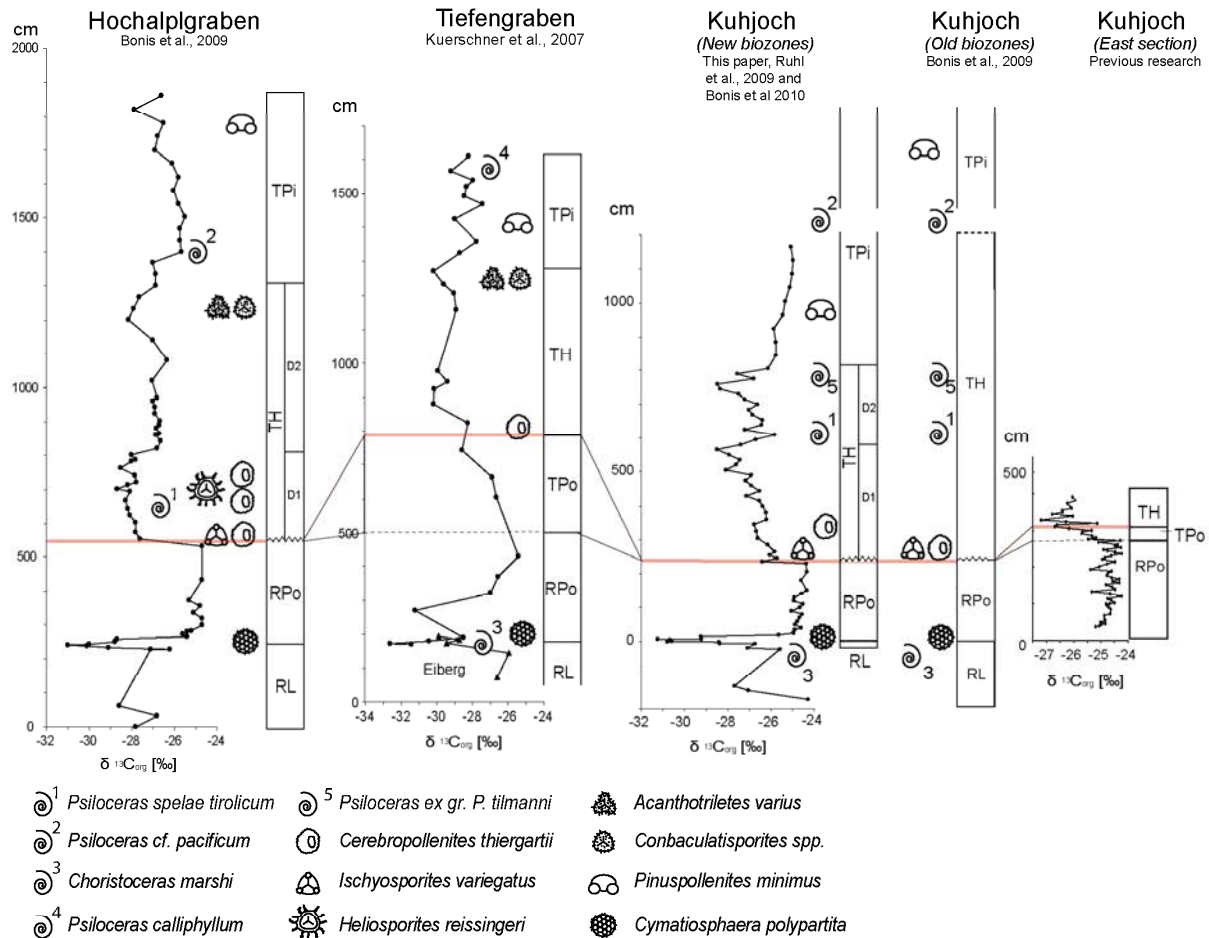 Hochalplgraben
Bonis et al., 2009
Tiefengraben
Kuerschner et al., 2007
Kuhjoch
(New biozones)
This paper, Ruhl
et al., 2009 and
Bonis et al 2010
Kuhjoch
(Old biozones)
Bonis et al., 2009
Kuhjoch
(East section)
Previous research
cm
2000
1500
1000
500
0
-32
-30
-28
-26
-24
δ ¹³Corg [‰]
1
2
TPi
D2
TH
D1
RPo
RL
cm
1500
1000
500
0
-34
-32
-30
-28
-26
-24
δ ¹³Corg [‰]
Eiberg
4
3
TPi
TH
TPo
RPo
RL
cm
1000
500
0
-32
-30
-28
-26
-24
δ ¹³Corg [‰]
2
5
1
3
TPi
D2
TH
D1
RPo
RL
2
5
1
3
TPi
TH
RPo
RL
cm
500
0
-27
-26
-25
-24
δ ¹³Corg [‰]
TH
TPo
RPo
1 Psiloceras spelae tirolicum
2 Psiloceras cf. pacificum
3 Choristoceras marshi
4 Psiloceras calliphyllum
5 Psiloceras ex gr. P. tilmanni
Cerebropollenites thiergartii
Ischyosporites variegatus
Heliosporites reissingeri
Acanthotriletes varius
Conbaculatisporites spp.
Pinuspollenites minimus
Cymatiosphaera polypartita